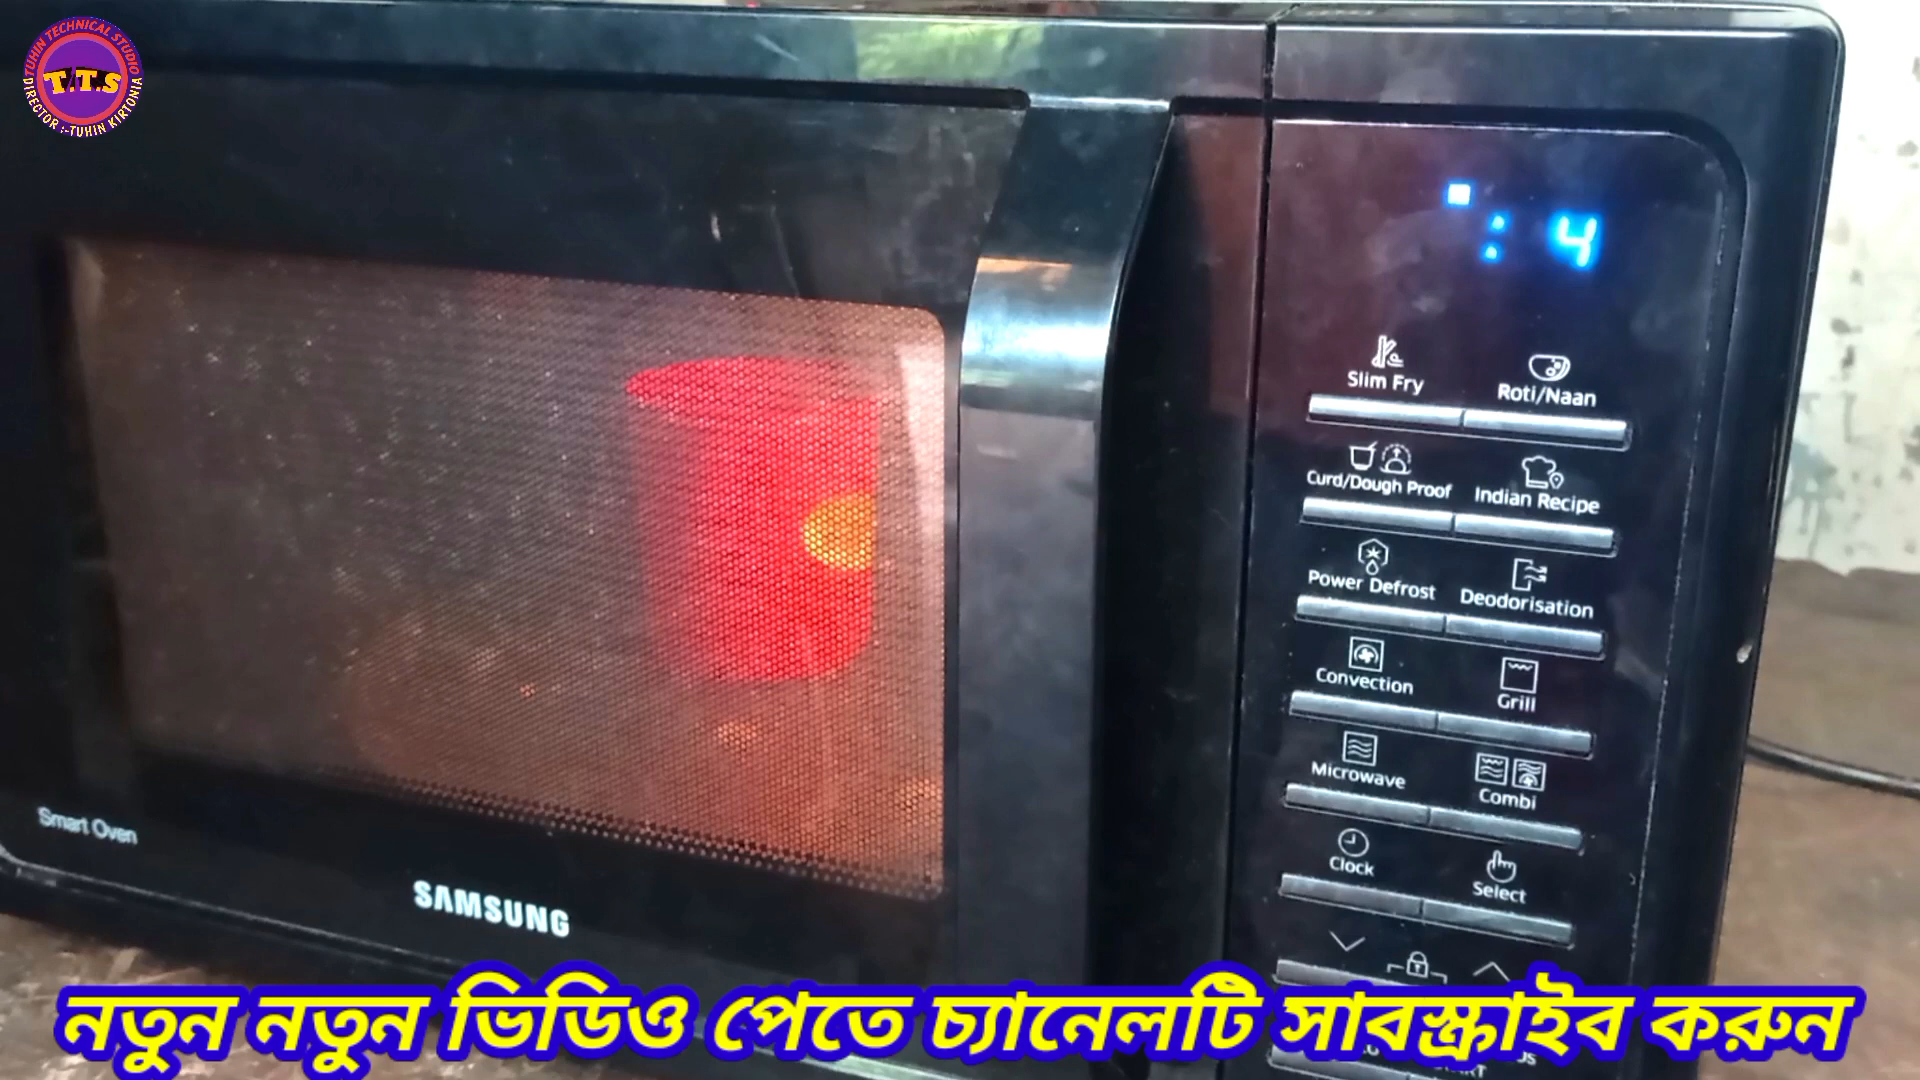 TUHIN TECHNICAL STUDIO
T.T.S
DIRECTOR :-TUHIN KIRTONIA
: 4
Slim Fry
Roti/Naan
Curd/Dough Proof
Indian Recipe
Power Defrost
Deodorisation
Convection
Grill
Microwave
Combi
Clock
Select
Smart Oven
SAMSUNG
নতুন নতুন ভিডিও পেতে চ্যানেলটি সাবস্ক্রাইব করুন